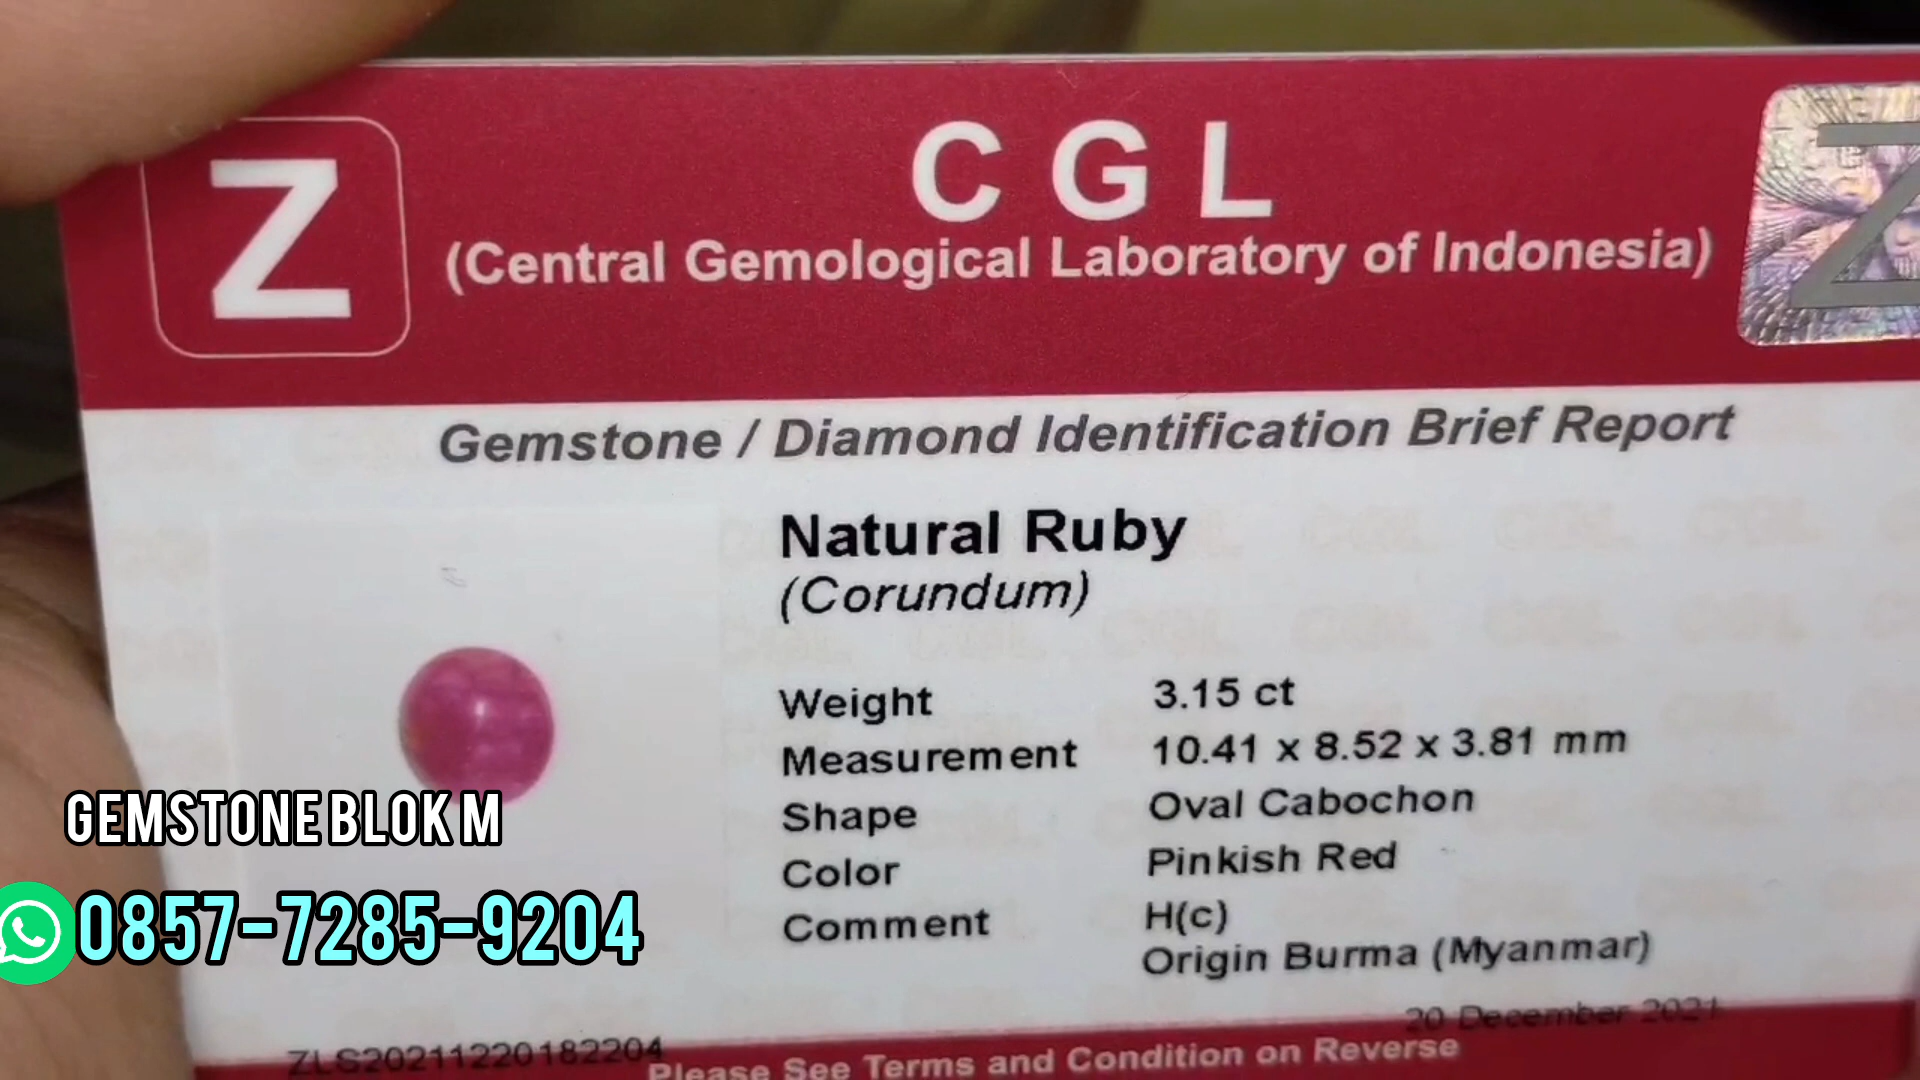 Z
C G L
(Central Gemological Laboratory of Indonesia)
Z
Gemstone / Diamond Identification Brief Report
Natural Ruby
(Corundum)
Weight 3.15 ct
Measurement 10.41 x 8.52 x 3.81 mm
Shape Oval Cabochon
Color Pinkish Red
Comment H(c)
Origin Burma (Myanmar)
GEMSTONE BLOK M
0857-7285-9204
20 December 2021
ZLS20211220182204
Please See Terms and Condition on Reverse